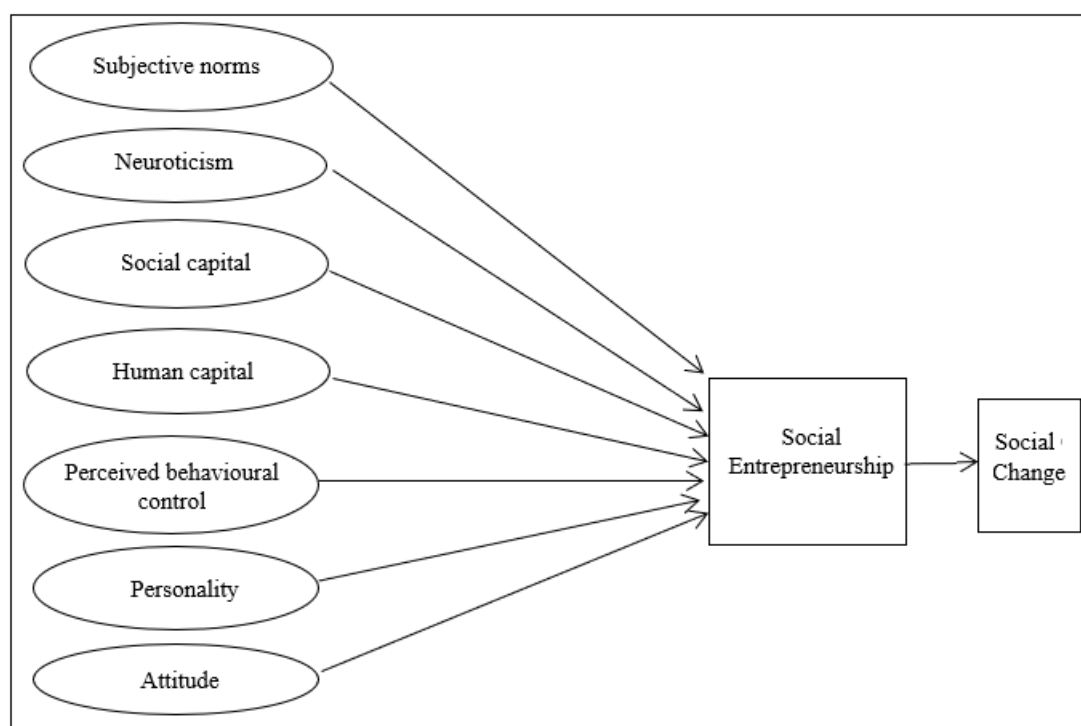 Subjective norms
Neuroticism
Social capital
Human capital
Perceived behavioural
control
Personality
Attitude
Social
Entrepreneurship
Social
Change